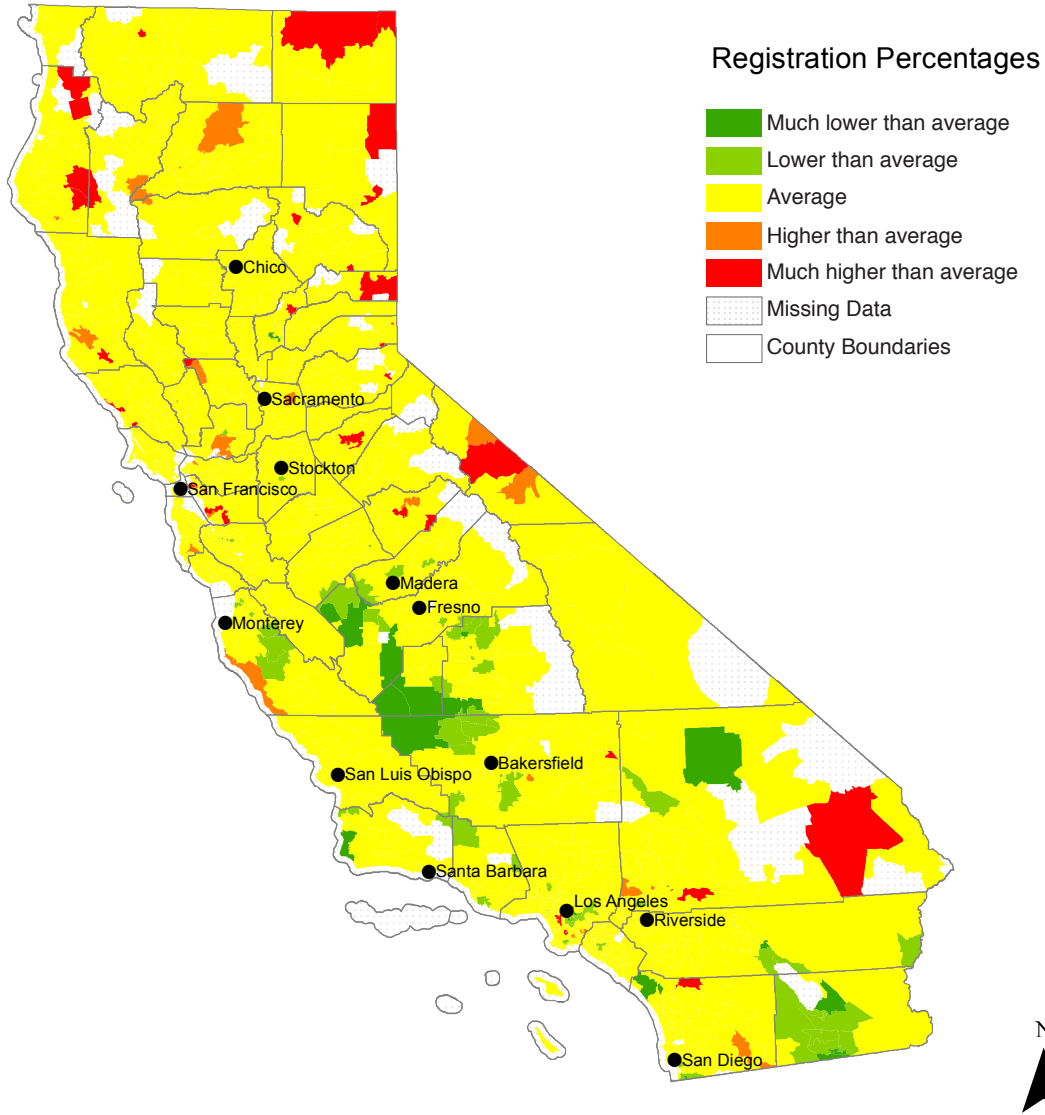 Registration Percentages
Much lower than average
Lower than average
Average
Higher than average
Much higher than average
Missing Data
County Boundaries
Chico
Sacramento
Stockton
San Francisco
Madera
Fresno
Monterey
Bakersfield
San Luis Obispo
Santa Barbara
Los Angeles
Riverside
San Diego
N